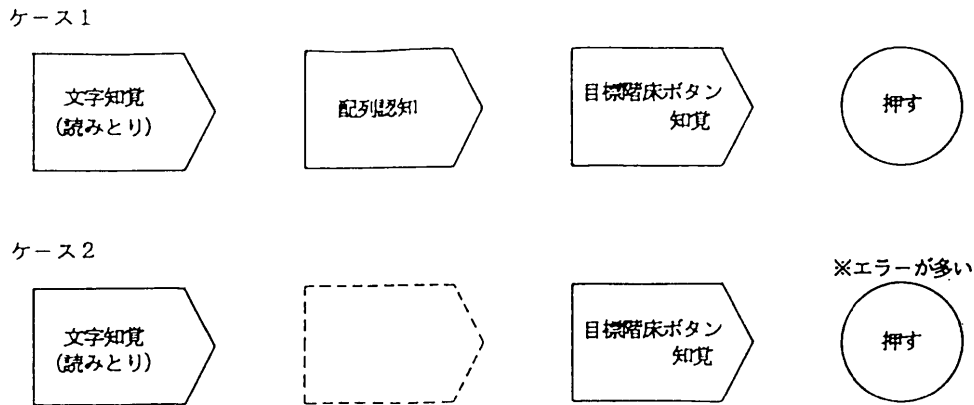 ケース1
文字知覚
(読みとり)
配列認知
目標階床ボタン
知覚
押す
ケース2
※エラーが多い
文字知覚
(読みとり)
目標階床ボタン
知覚
押す